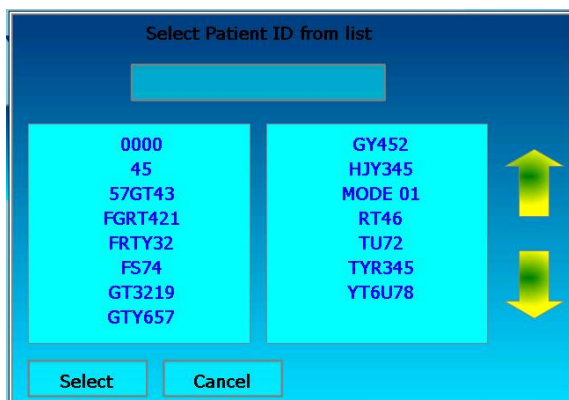 Select Patient ID from list
0000
45
57GT43
FGRT421
FRTY32
FS74
GT3219
GTY657
GY452
HJY345
MODE 01
RT46
TU72
TYR345
YT6U78
Select
Cancel